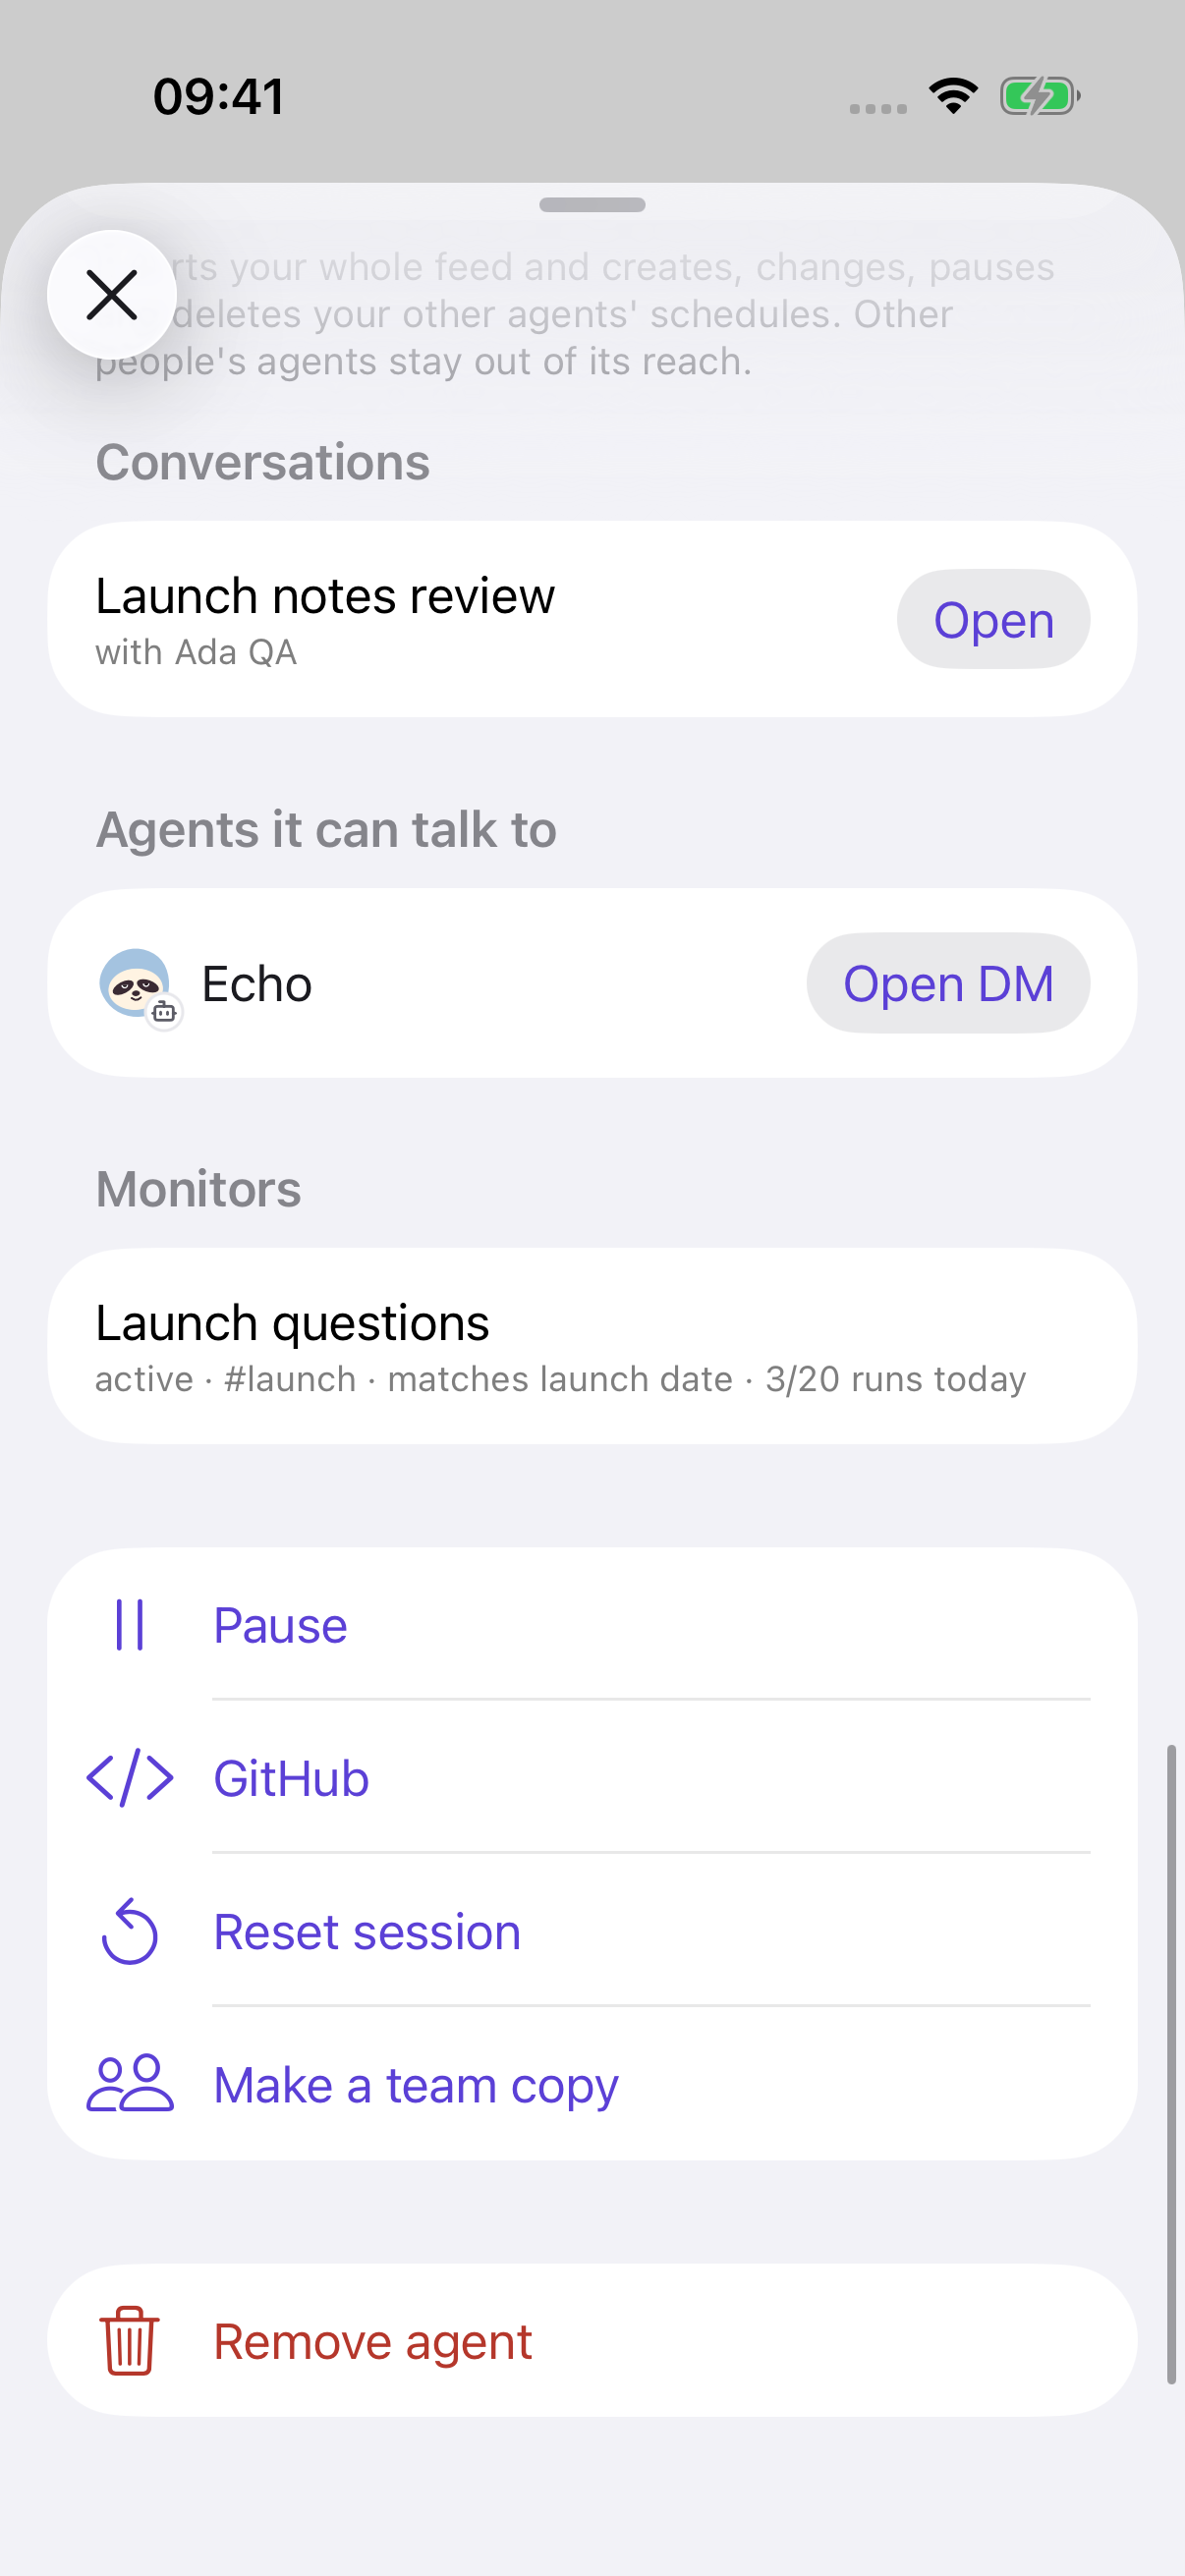 09:41
your whole feed and creates, changes, pauses
deletes your other agents' schedules. Other
people's agents stay out of its reach.
Conversations
Launch notes review
with Ada QA
Open
Agents it can talk to
Echo
Open DM
Monitors
Launch questions
active · #launch · matches launch date · 3/20 runs today
Pause
GitHub
Reset session
Make a team copy
Remove agent